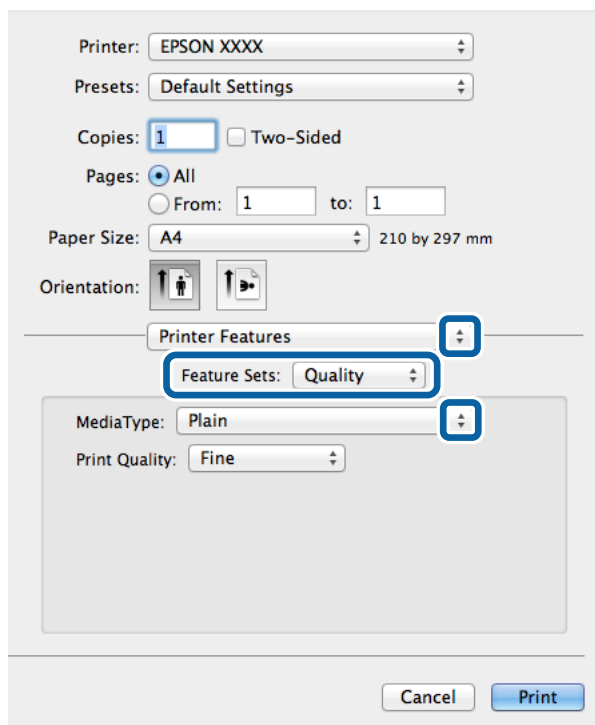 Printer: EPSON XXXX
Presets: Default Settings
Copies: 1 Two-Sided
Pages: All
From: 1 to: 1
Paper Size: A4 210 by 297 mm
Orientation:
Printer Features
Feature Sets: Quality
MediaType: Plain
Print Quality: Fine
Cancel Print